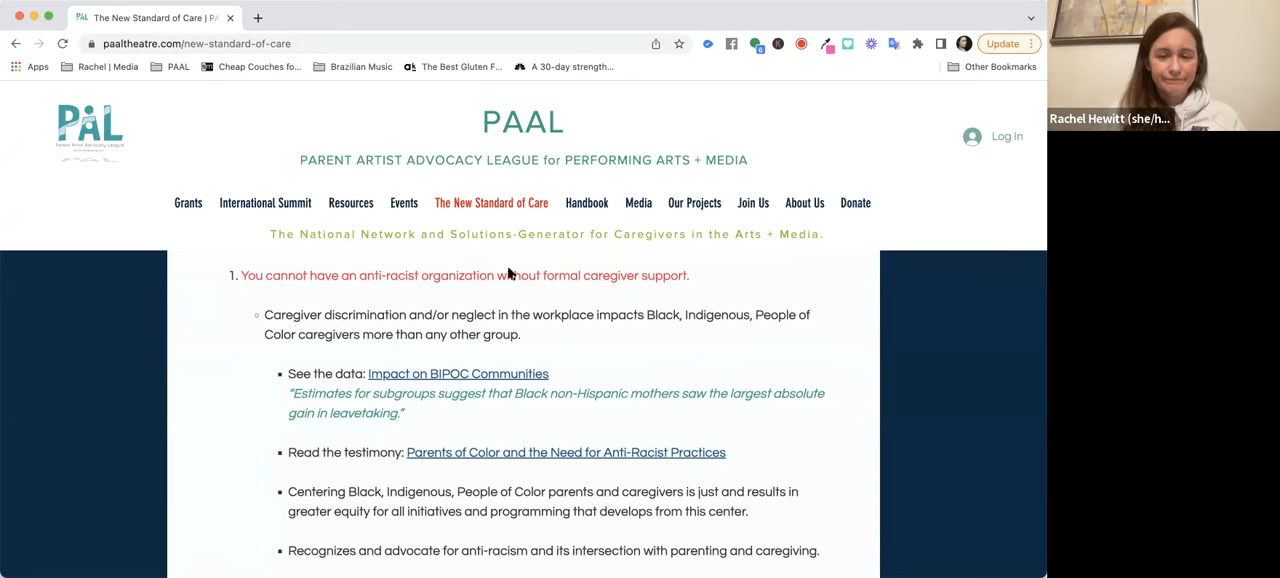 The New Standard of Care | PA
paaltheatre.com/new-standard-of-care
Update
Apps
Rachel | Media
PAAL
Cheap Couches fo...
Brazilian Music
The Best Gluten F...
A 30-day strength...
Other Bookmarks
Rachel Hewitt (she/h...
PAAL
Parent Artist Advocacy League
PAAL
Log In
PARENT ARTIST ADVOCACY LEAGUE for PERFORMING ARTS + MEDIA
Grants International Summit Resources Events The New Standard of Care Handbook Media Our Projects Join Us About Us Donate
The National Network and Solutions-Generator for Caregivers in the Arts + Media.
1. You cannot have an anti-racist organization without formal caregiver support.
Caregiver discrimination and/or neglect in the workplace impacts Black, Indigenous, People of
Color caregivers more than any other group.
See the data: Impact on BIPOC Communities
“Estimates for subgroups suggest that Black non-Hispanic mothers saw the largest absolute
gain in leavetaking.”
Read the testimony: Parents of Color and the Need for Anti-Racist Practices
Centering Black, Indigenous, People of Color parents and caregivers is just and results in
greater equity for all initiatives and programming that develops from this center.
Recognizes and advocate for anti-racism and its intersection with parenting and caregiving.